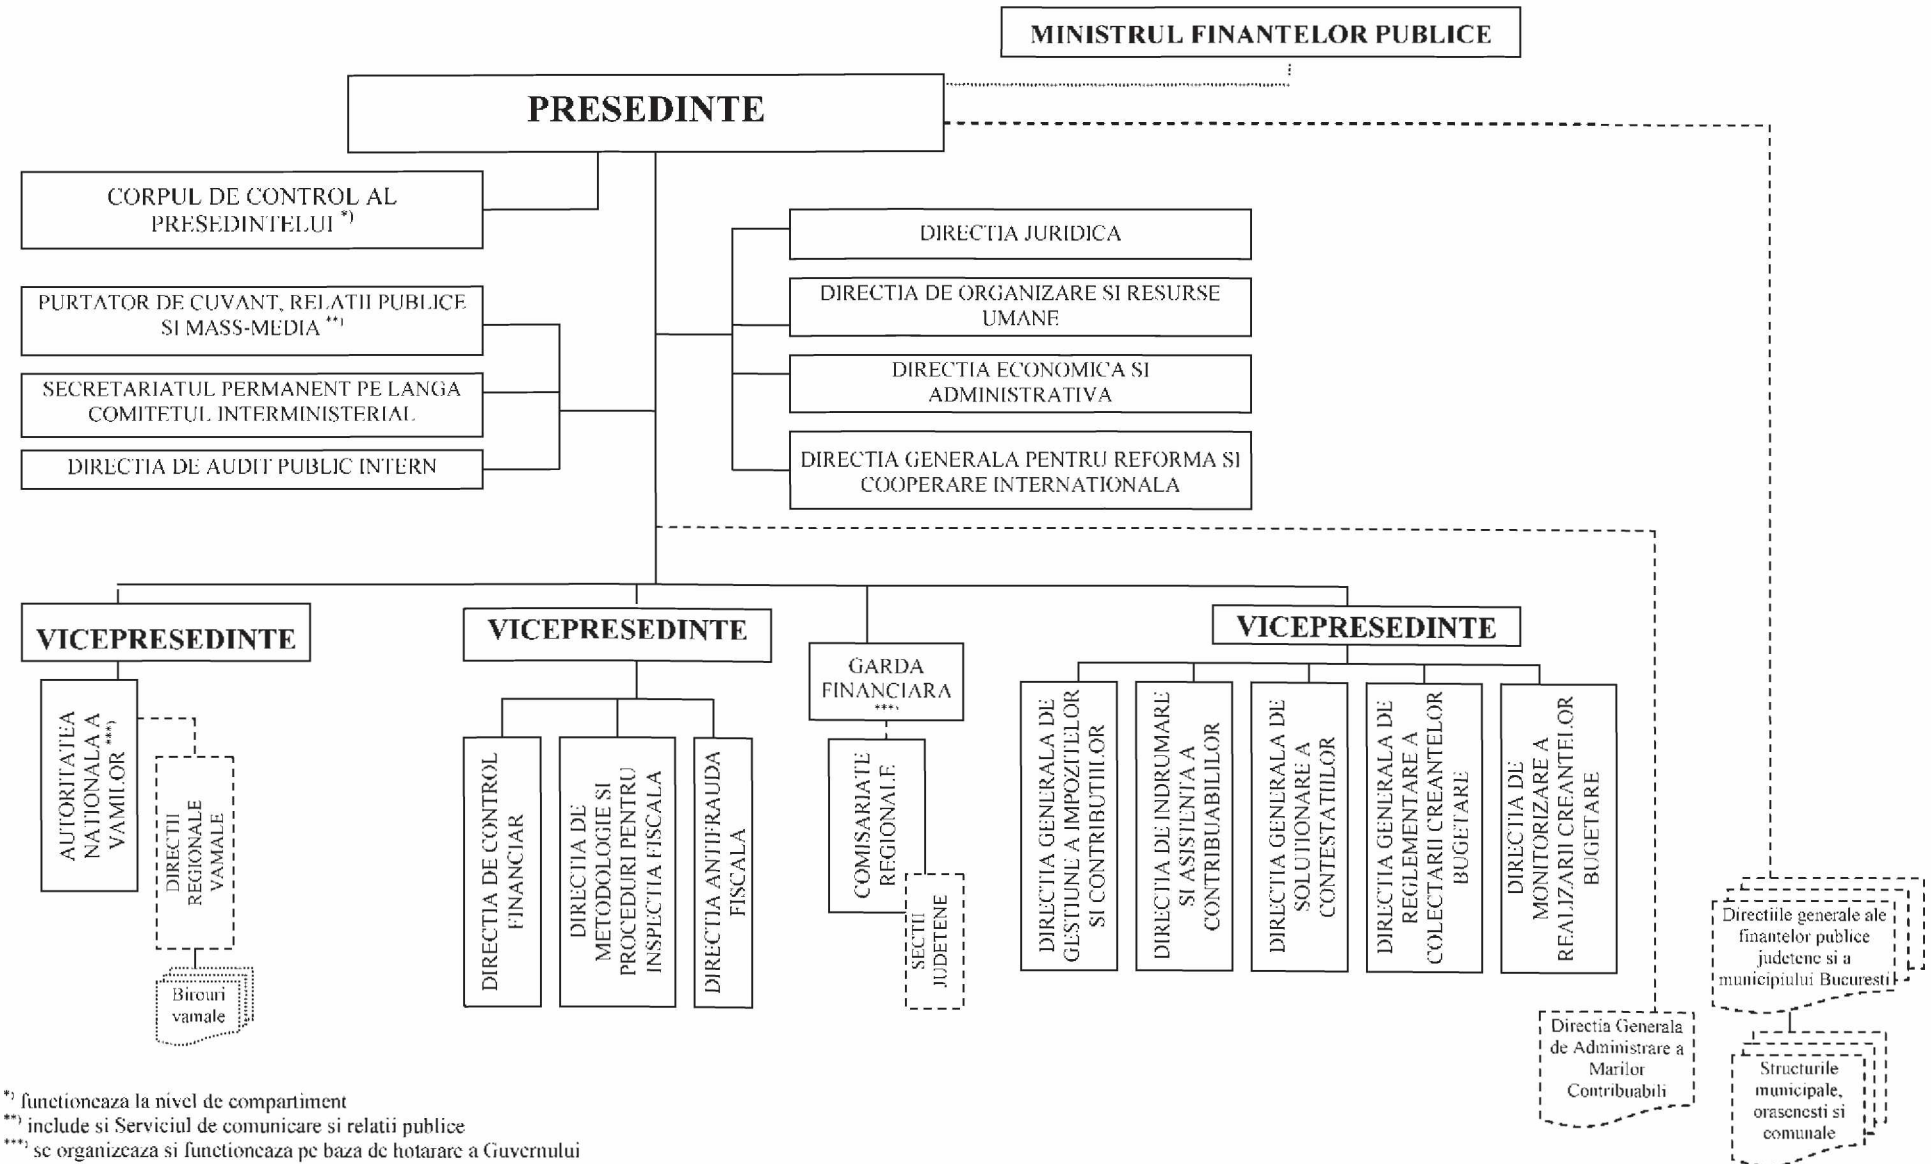 MINISTRUL FINANTELOR PUBLICE
PRESEDINTE
CORPUL DE CONTROL AL
PRESEDINTELUI *)
PURTATOR DE CUVANT, RELATII PUBLICE
SI MASS-MEDIA **)
SECRETARIATUL PERMANENT PE LANGA
COMITETUL INTERMINISTERIAL
DIRECTIA DE AUDIT PUBLIC INTERN
DIRECTIA JURIDICA
DIRECTIA DE ORGANIZARE SI RESURSE
UMANE
DIRECTIA ECONOMICA SI
ADMINISTRATIVA
DIRECTIA GENERALA PENTRU REFORMA SI
COOPERARE INTERNATIONALA
VICEPRESEDINTE
AUTORITATEA
NATIONALA A
VAMILOR ***)
DIRECTII
REGIONALE
VAMALE
Birouri
vamale
VICEPRESEDINTE
DIRECTIA DE CONTROL
FINANCIAR
DIRECTIA DE
METODOLOGIE SI
PROCEDURI PENTRU
INSPECTIA FISCALA
DIRECTIA ANTIFRAUDA
FISCALA
GARDA
FINANCIARA
***)
COMISARIATE
REGIONALE
SECTII
JUDETENE
VICEPRESEDINTE
DIRECTIA GENERALA DE
GESTIUNE A IMPOZITELOR
SI CONTRIBUTIILOR
DIRECTIA DE INDRUMARE
SI ASISTENTA A
CONTRIBUABILILOR
DIRECTIA GENERALA DE
SOLUTIONARE A
CONTESTATIILOR
DIRECTIA GENERALA DE
REGLEMENTARE A
COLECTARII CREANTELOR
BUGETARE
DIRECTIA DE
MONITORIZARE A
REALIZARII CREANTELOR
BUGETARE
Directia Generala
de Administrare a
Marilor
Contribuabili
Directiile generale ale
finantelor publice
judetene si a
municipiului Bucuresti
Structurile
municipale,
orasenesti si
comunale
*) functioneaza la nivel de compartiment
**) include si Serviciul de comunicare si relatii publice
***) se organizeaza si functioneaza pe baza de hotarare a Guvernului